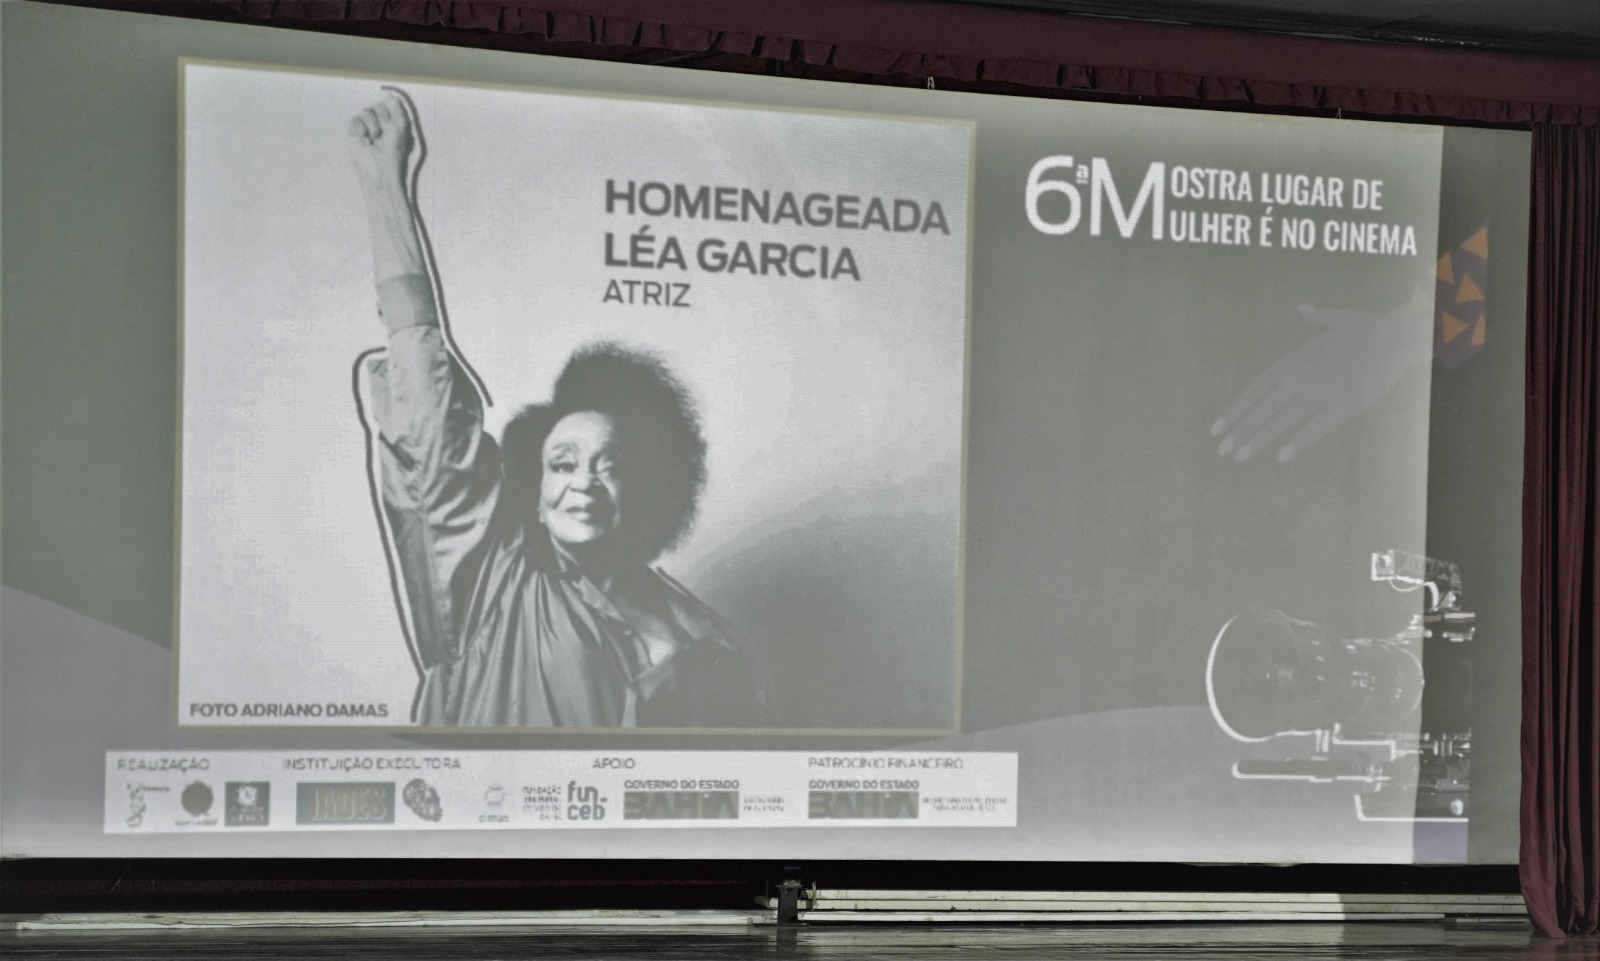 HOMENAGEADA
LÉA GARCIA
ATRIZ
6ª MOSTRA LUGAR DE
MULHER É NO CINEMA
FOTO ADRIANO DAMAS
REALIZAÇÃO
INSTITUIÇÃO EXECUTORA
APOIO
PATROCÍNIO FINANCEIRO
IADES
cimas
fun
ceb
GOVERNO DO ESTADO
BAHIA
GOVERNO DO ESTADO
BAHIA